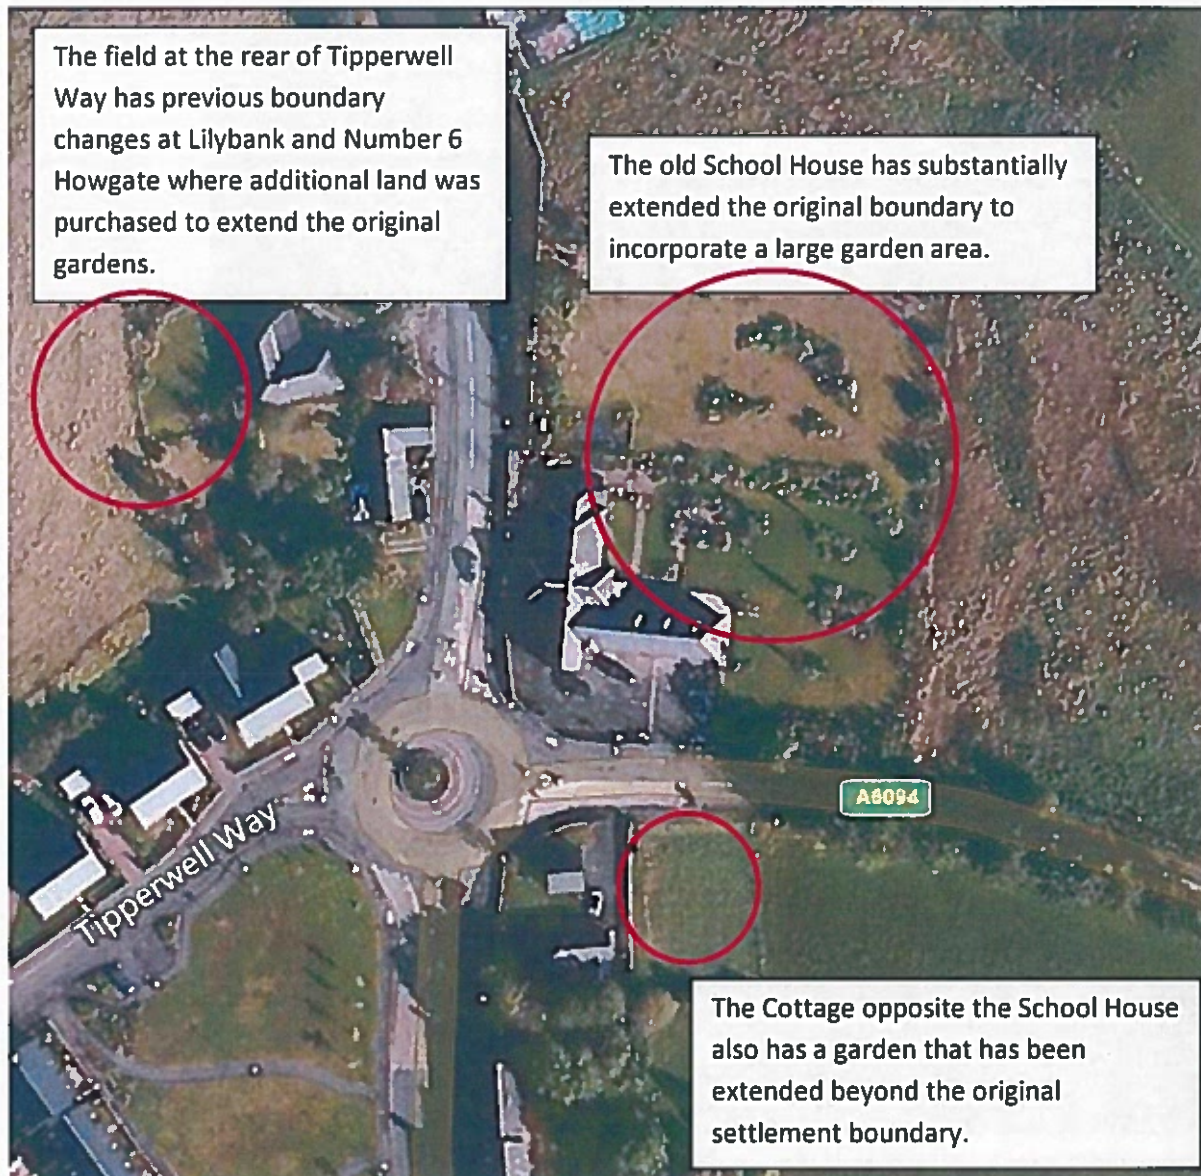 The field at the rear of Tipperwell
Way has previous boundary
changes at Lilybank and Number 6
Howgate where additional land was
purchased to extend the original
gardens.
The old School House has substantially
extended the original boundary to
incorporate a large garden area.
A6094
Tipperwell Way
The Cottage opposite the School House
also has a garden that has been
extended beyond the original
settlement boundary.